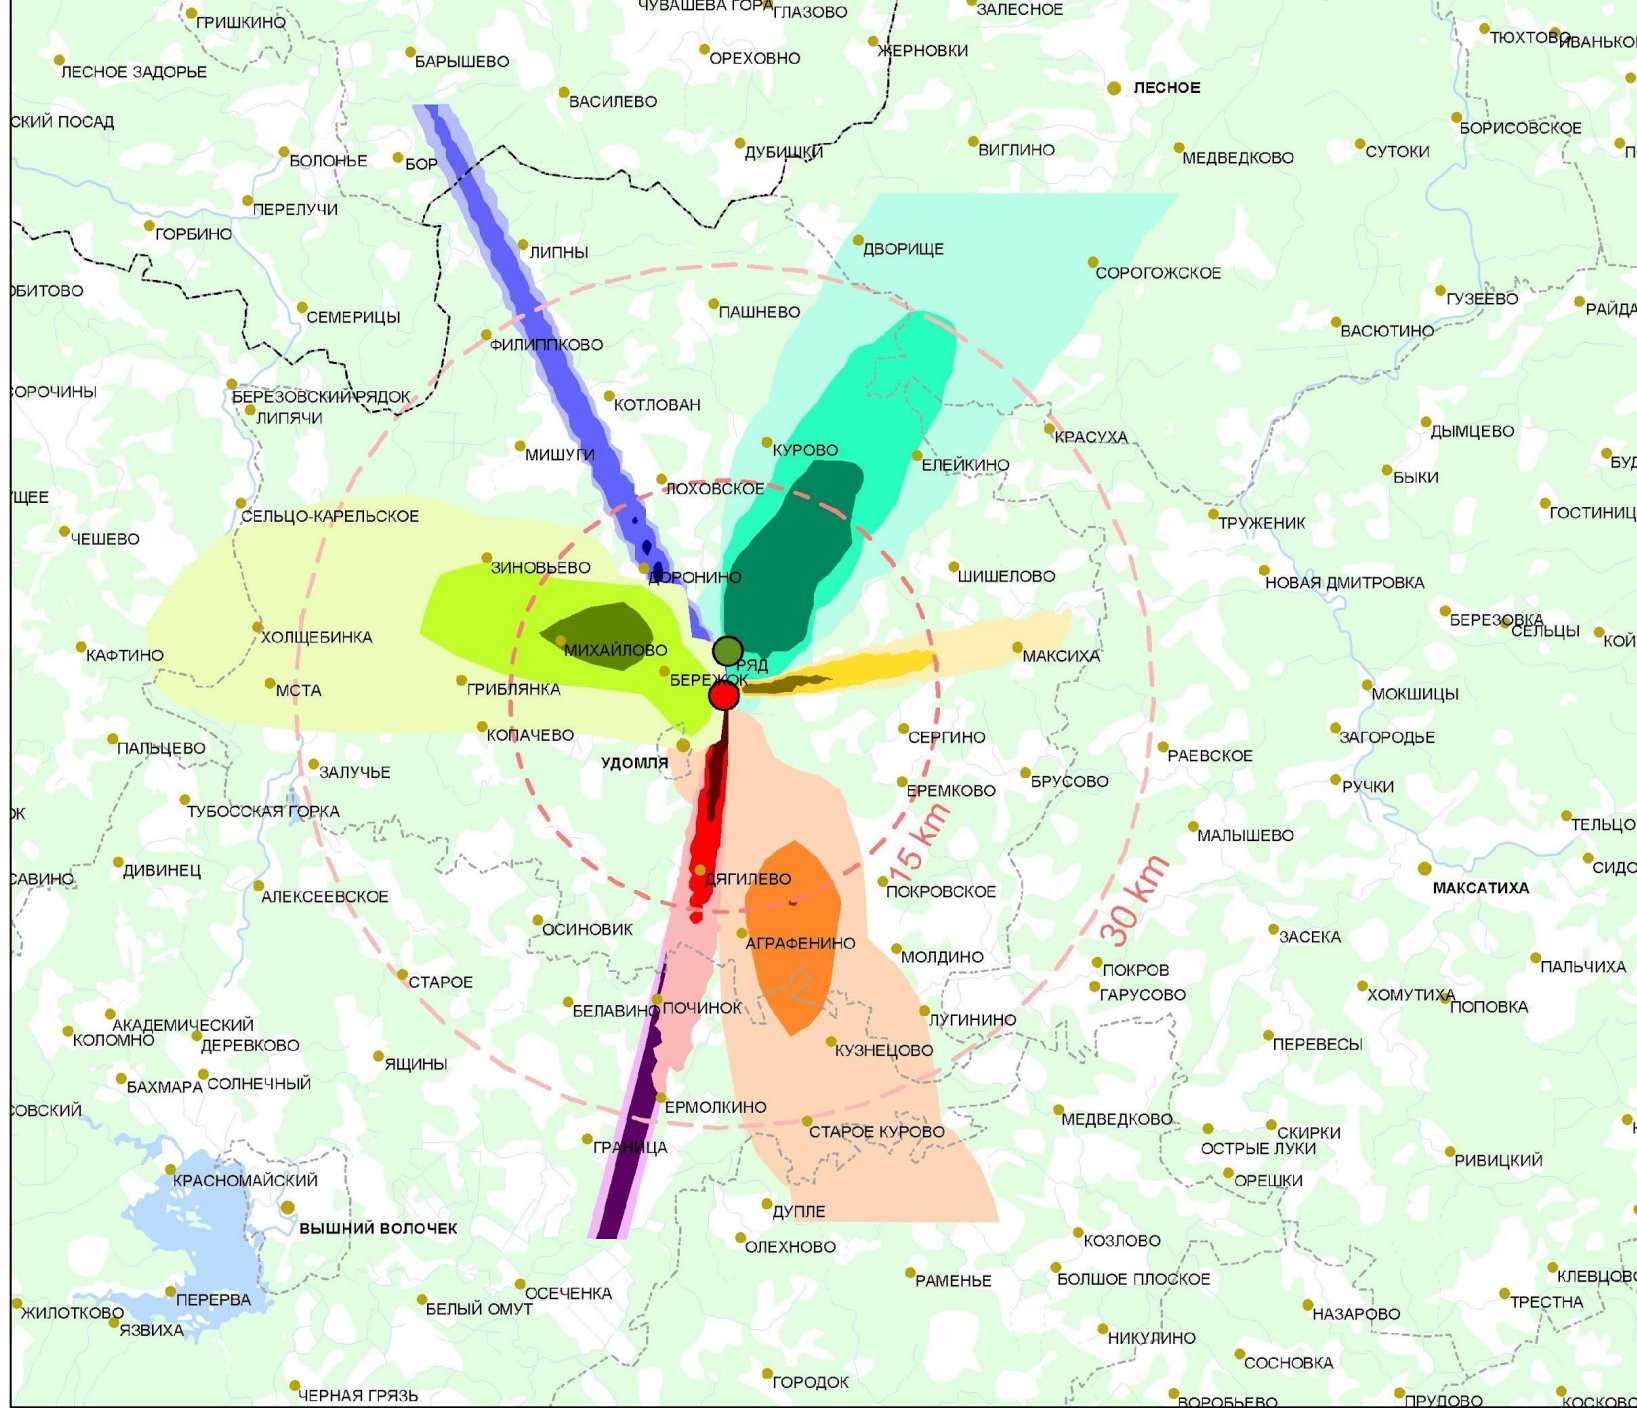 ЧУВАШЕВА ГОРА
ГЛАЗОВО
ЗАЛЕСНОЕ
ГРИШКИНО
ТЮХТОВО
ИВАНЬКО
ЖЕРНОВКИ
ОРЕХОВНО
БАРЫШЕВО
ЛЕСНОЕ ЗАДОРЬЕ
ЛЕСНОЕ
ВАСИЛЕВО
СКИЙ ПОСАД
БОРИСОВСКОЕ
ВИГЛИНО
ДУБИШКИ
СУТОКИ
МЕДВЕДКОВО
БОЛОНЬЕ
БОР
ПЕРЕЛУЧИ
ГОРБИНО
ДВОРИЩЕ
ЛИПНЫ
СОРОГОЖСКОЕ
ОБИТОВО
ГУЗЕЕВО
РАЙДА
ПАШНЕВО
СЕМЕРИЦЫ
ВАСЮТИНО
ФИЛИППКОВО
ОРОЧИНЫ
БЕРЕЗОВСКИЙ РЯДОК
КОТЛОВАН
ЛИПЯЧИ
ДЫМЦЕВО
КРАСУХА
КУРОВО
МИШУГИ
ЕЛЕЙКИНО
БУД
БЫКИ
ЛОХОВСКОЕ
УЩЕЕ
ГОСТИНИЦ
СЕЛЬЦО-КАРЕЛЬСКОЕ
ТРУЖЕНИК
ЧЕШЕВО
ЗИНОВЬЕВО
ДОРОНИНО
ШИШЕЛОВО
НОВАЯ ДМИТРОВКА
БЕРЕЗОВКА
СЕЛЬЦЫ
КОЙ
ХОЛЩЕБИНКА
МИХАЙЛОВО
КАФТИНО
МАКСИХА
РЯД
БЕРЕЖОК
ГРИБЛЯНКА
МСТА
МОКШИЦЫ
КОПАЧЕВО
СЕРГИНО
ЗАГОРОДЬЕ
ПАЛЬЦЕВО
РАЕВСКОЕ
УДОМЛЯ
ЗАЛУЧЬЕ
БРУСОВО
РУЧКИ
БРЕМКОВО
ТУБОССКАЯ ГОРКА
ТЕЛЬЦО
МАЛЫШЕВО
15 km
СИДО
ДИВИНЕЦ
САВИНО
ДЯГИЛЕВО
МАКСАТИХА
ПОКРОВСКОЕ
АЛЕКСЕЕВСКОЕ
30 km
ОСИНОВИК
ЗАСЕКА
АГРАФЕНИНО
МОЛДИНО
ПАЛЬЧИХА
ПОКРОВ
СТАРОЕ
ГАРУСОВО
ХОМУТИХА
ПОПОВКА
БЕЛАВИНО
ПОЧИНОК
ЛУГИНИНО
АКАДЕМИЧЕСКИЙ
КОЛОМНО
ДЕРЕВКОВО
ПЕРЕВЕСЫ
КУЗНЕЦОВО
ЯЩИНЫ
БАХМАРА
СОЛНЕЧНЫЙ
ЕРМОЛКИНО
ОВСКИЙ
МЕДВЕДКОВО
СТАРОЕ КУРОВО
СКИРКИ
ГРАНИЦА
ОСТРЫЕ ЛУКИ
РИВИЦКИЙ
КРАСНОМАЙСКИЙ
ОРЕШКИ
ДУПЛЕ
ВЫШНИЙ ВОЛОЧЕК
КОЗЛОВО
ОЛЕХНОВО
РАМЕНЬЕ
БОЛШОЕ ПЛОСКОЕ
КЛЕВЦОВО
ОСЕЧЕНКА
ПЕРЕРВА
БЕЛЫЙ ОМУТ
ТРЕСТНА
ЖИЛОТКОВО
НАЗАРОВО
ЯЗВИХА
НИКУЛИНО
СОСНОВКА
ГОРОДОК
ЧЕРНАЯ ГРЯЗЬ
ВОРОБЬЕВО
ПРУДОВО
КОСКОВО